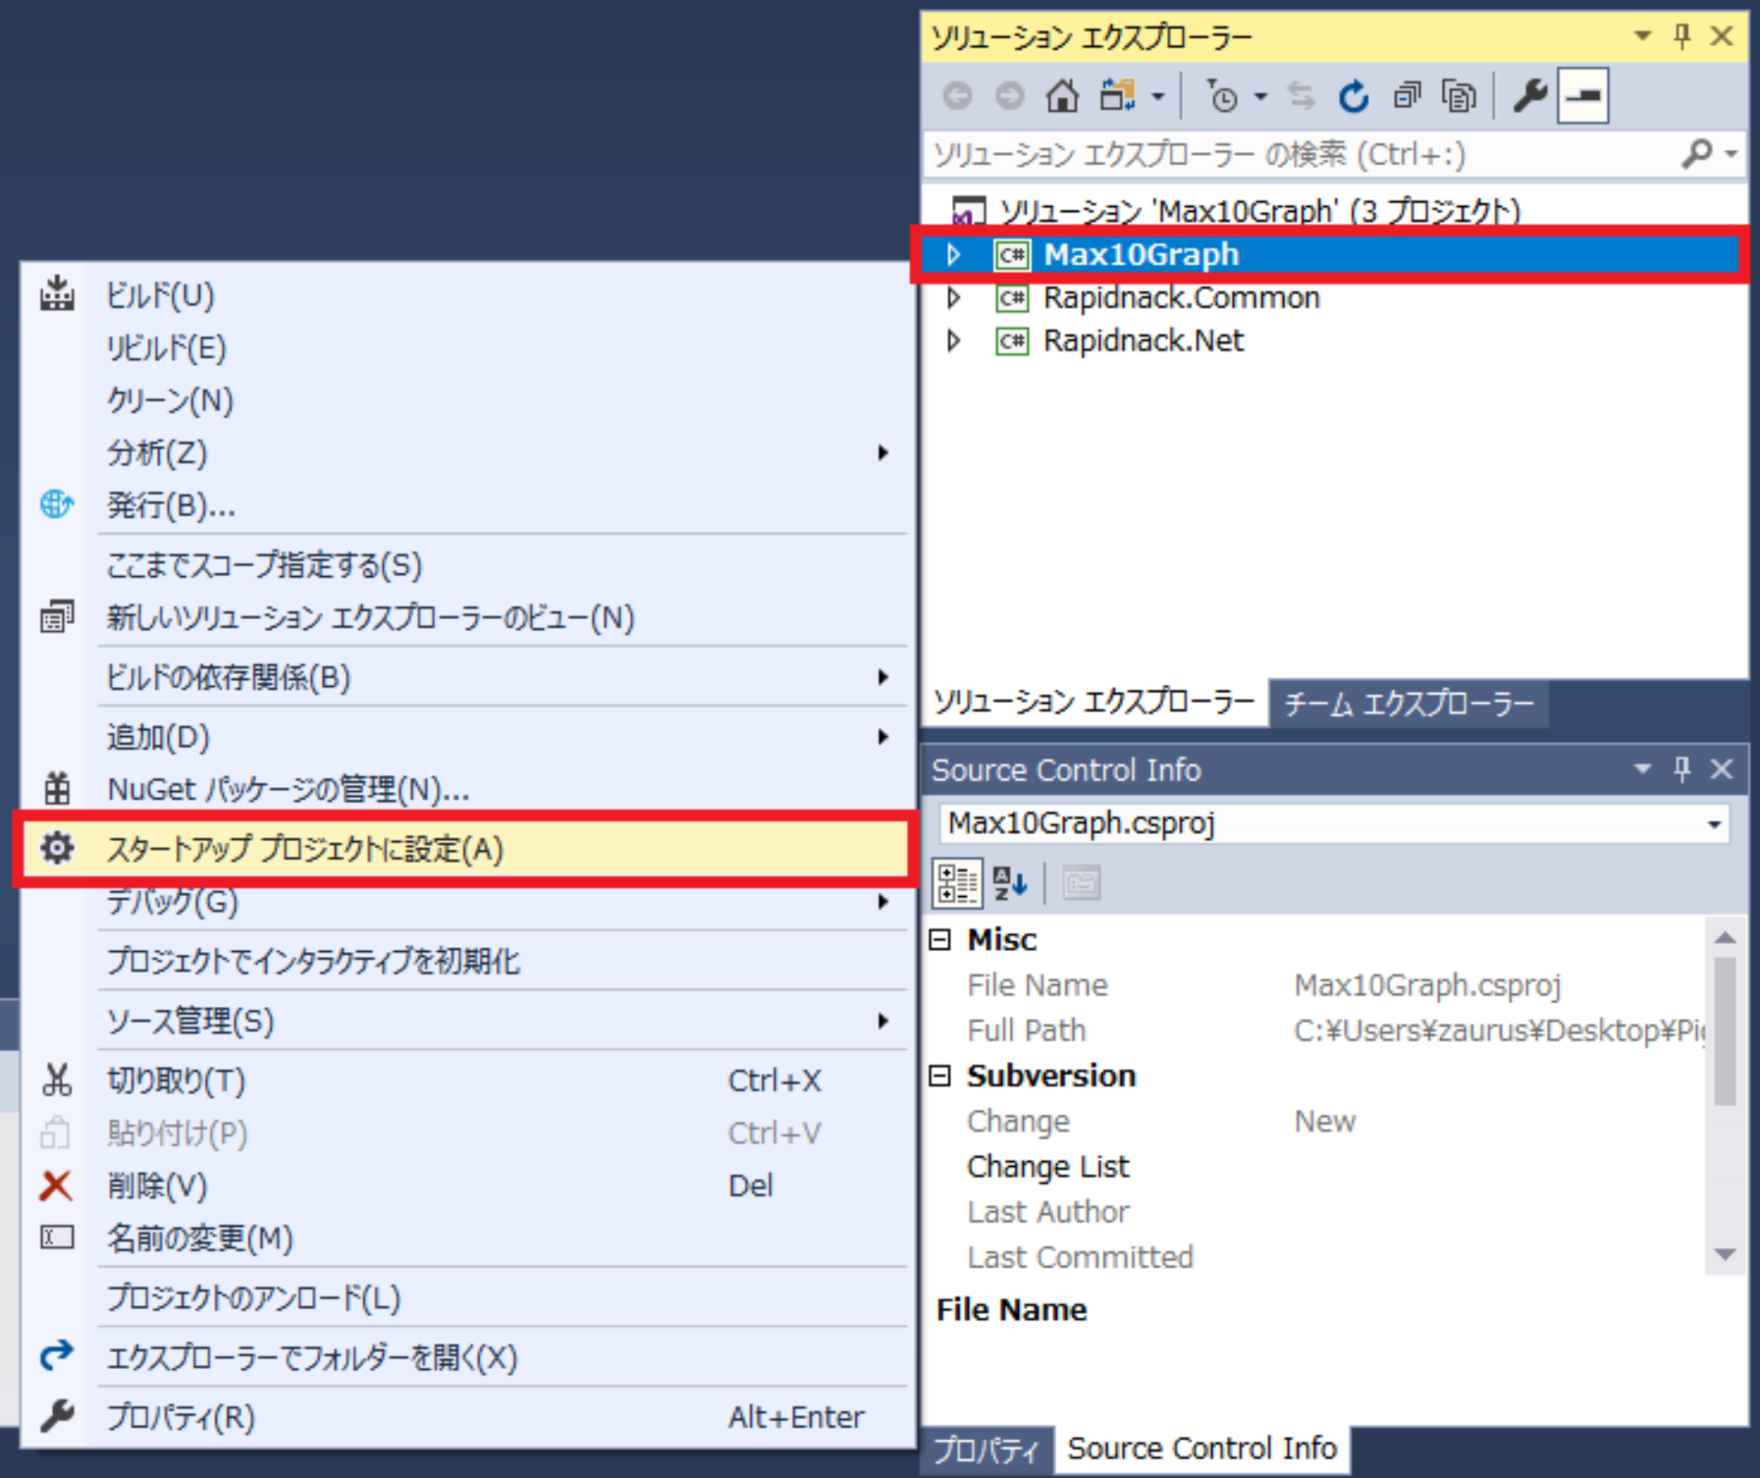 ソリューション エクスプローラー
ソリューション エクスプローラー の検索 (Ctrl+:)
ソリューション 'Max10Graph' (3 プロジェクト)
C# Max10Graph
C# Rapidnack.Common
C# Rapidnack.Net
ソリューション エクスプローラー
チーム エクスプローラー
ビルド(U)
リビルド(E)
クリーン(N)
分析(Z)
発行(B)...
ここまでスコープ指定する(S)
新しいソリューション エクスプローラーのビュー(N)
ビルドの依存関係(B)
追加(D)
NuGet パッケージの管理(N)...
スタートアップ プロジェクトに設定(A)
デバッグ(G)
プロジェクトでインタラクティブを初期化
ソース管理(S)
切り取り(T) Ctrl+X
貼り付け(P) Ctrl+V
削除(V) Del
名前の変更(M)
プロジェクトのアンロード(L)
エクスプローラーでフォルダーを開く(X)
プロパティ(R) Alt+Enter
Source Control Info
Max10Graph.csproj
Misc
File Name Max10Graph.csproj
Full Path C:¥Users¥zaurus¥Desktop¥Pi
Subversion
Change New
Change List
Last Author
Last Committed
File Name
プロパティ
Source Control Info